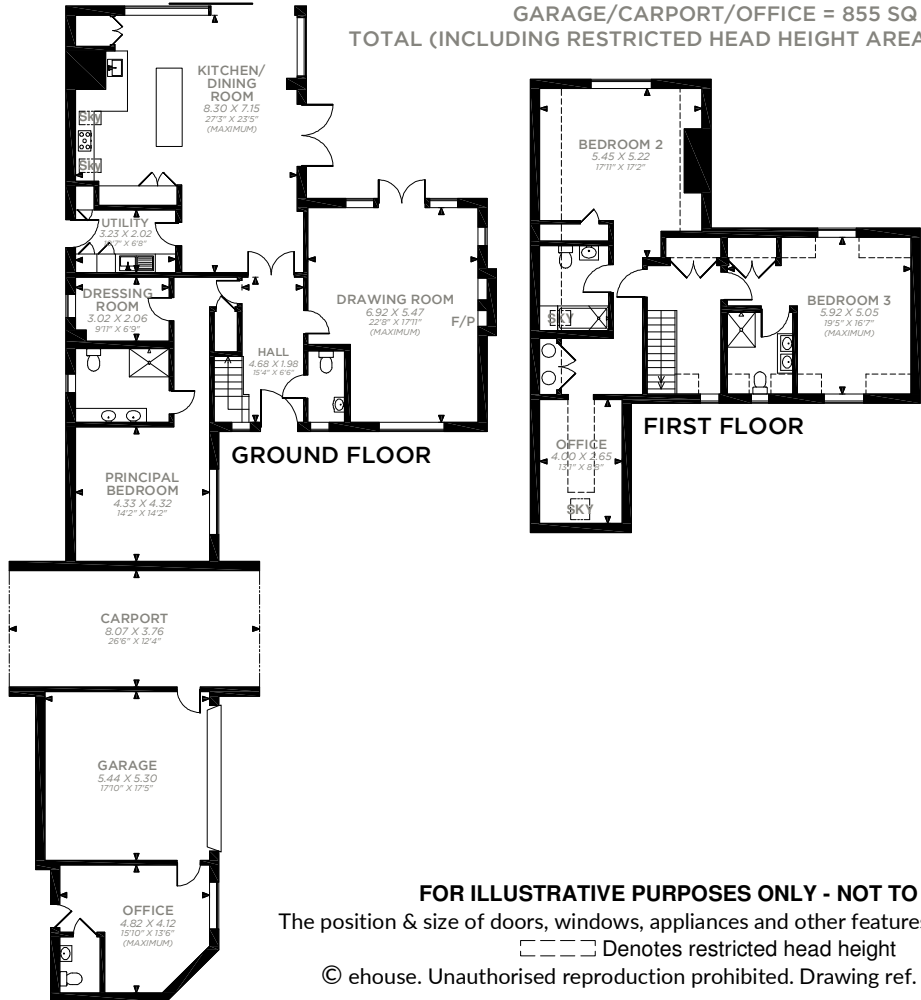 GARAGE/CARPORT/OFFICE = 855 SQ
TOTAL (INCLUDING RESTRICTED HEAD HEIGHT AREA
KITCHEN/
DINING
ROOM
8.30 X 7.15
27'3" X 23'5"
(MAXIMUM)
Sky
Sky
UTILITY
3.23 X 2.02
10'7" X 6'8"
DRESSING
ROOM
3.02 X 2.06
9'11" X 6'9"
HALL
4.68 X 1.98
15'4" X 6'6"
DRAWING ROOM
6.92 X 5.47
22'8" X 17'11"
(MAXIMUM)
F/P
PRINCIPAL
BEDROOM
4.33 X 4.32
14'2" X 14'2"
GROUND FLOOR
CARPORT
8.07 X 3.76
26'6" X 12'4"
GARAGE
5.44 X 5.30
17'10" X 17'5"
OFFICE
4.82 X 4.12
15'10" X 13'6"
(MAXIMUM)
BEDROOM 2
5.45 X 5.22
17'11" X 17'2"
SKY
BEDROOM 3
5.92 X 5.05
19'5" X 16'7"
(MAXIMUM)
FIRST FLOOR
OFFICE
4.00 X 2.65
13'1" X 8'8"
SKY
FOR ILLUSTRATIVE PURPOSES ONLY - NOT TO
The position & size of doors, windows, appliances and other features
Denotes restricted head height
© ehouse. Unauthorised reproduction prohibited. Drawing ref.